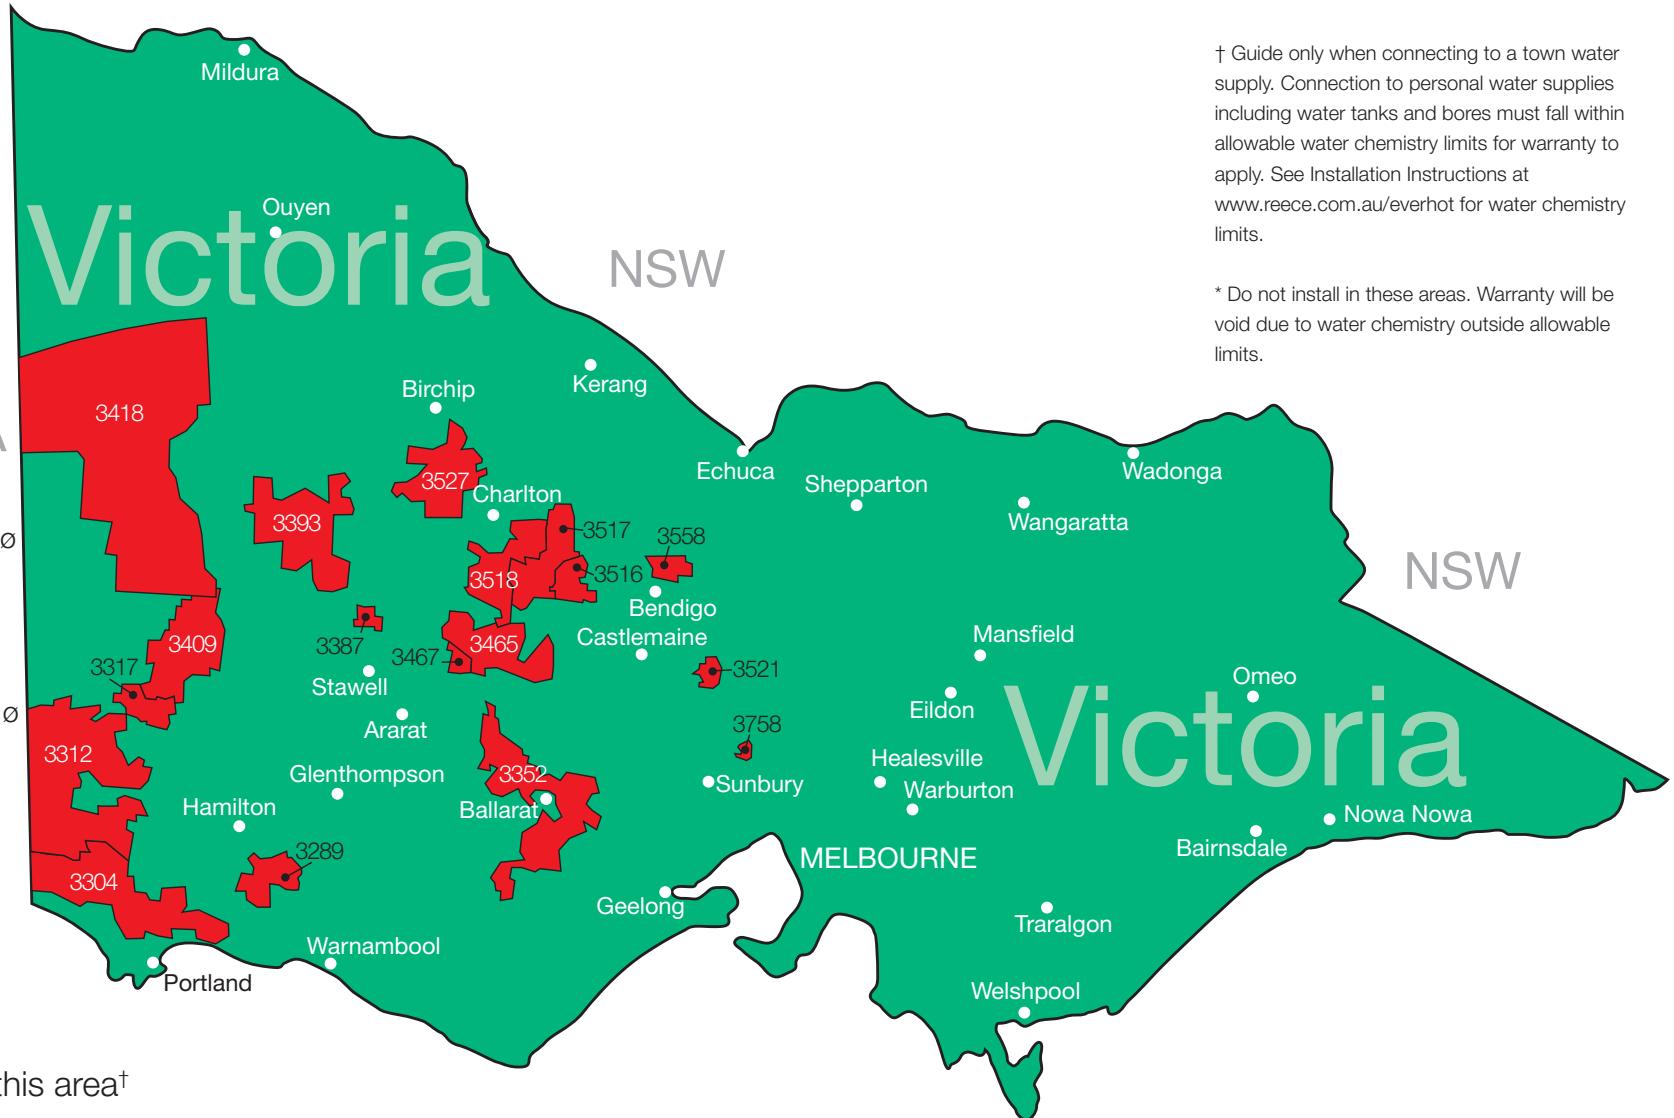 † Guide only when connecting to a town water
supply. Connection to personal water supplies
including water tanks and bores must fall within
allowable water chemistry limits for warranty to
apply. See Installation Instructions at
www.reece.com.au/everhot for water chemistry
limits.
* Do not install in these areas. Warranty will be
void due to water chemistry outside allowable
limits.
Mildura
Ouyen
Victoria
NSW
Kerang
Birchip
3418
A
Echuca
Wadonga
3527
Shepparton
Charlton
3393
Wangaratta
3517
3558
Ø
NSW
3518
3516
Bendigo
Mansfield
Castlemaine
3409
3387
3465
3467
3317
3521
Omeo
Stawell
Eildon
Ø
Ararat
3758
Victoria
3312
Healesville
Glenthompson
3352
Sunbury
Warburton
Hamilton
Ballarat
Nowa Nowa
3289
Bairnsdale
MELBOURNE
3304
Geelong
Traralgon
Warnambool
Portland
Welshpool
this area†